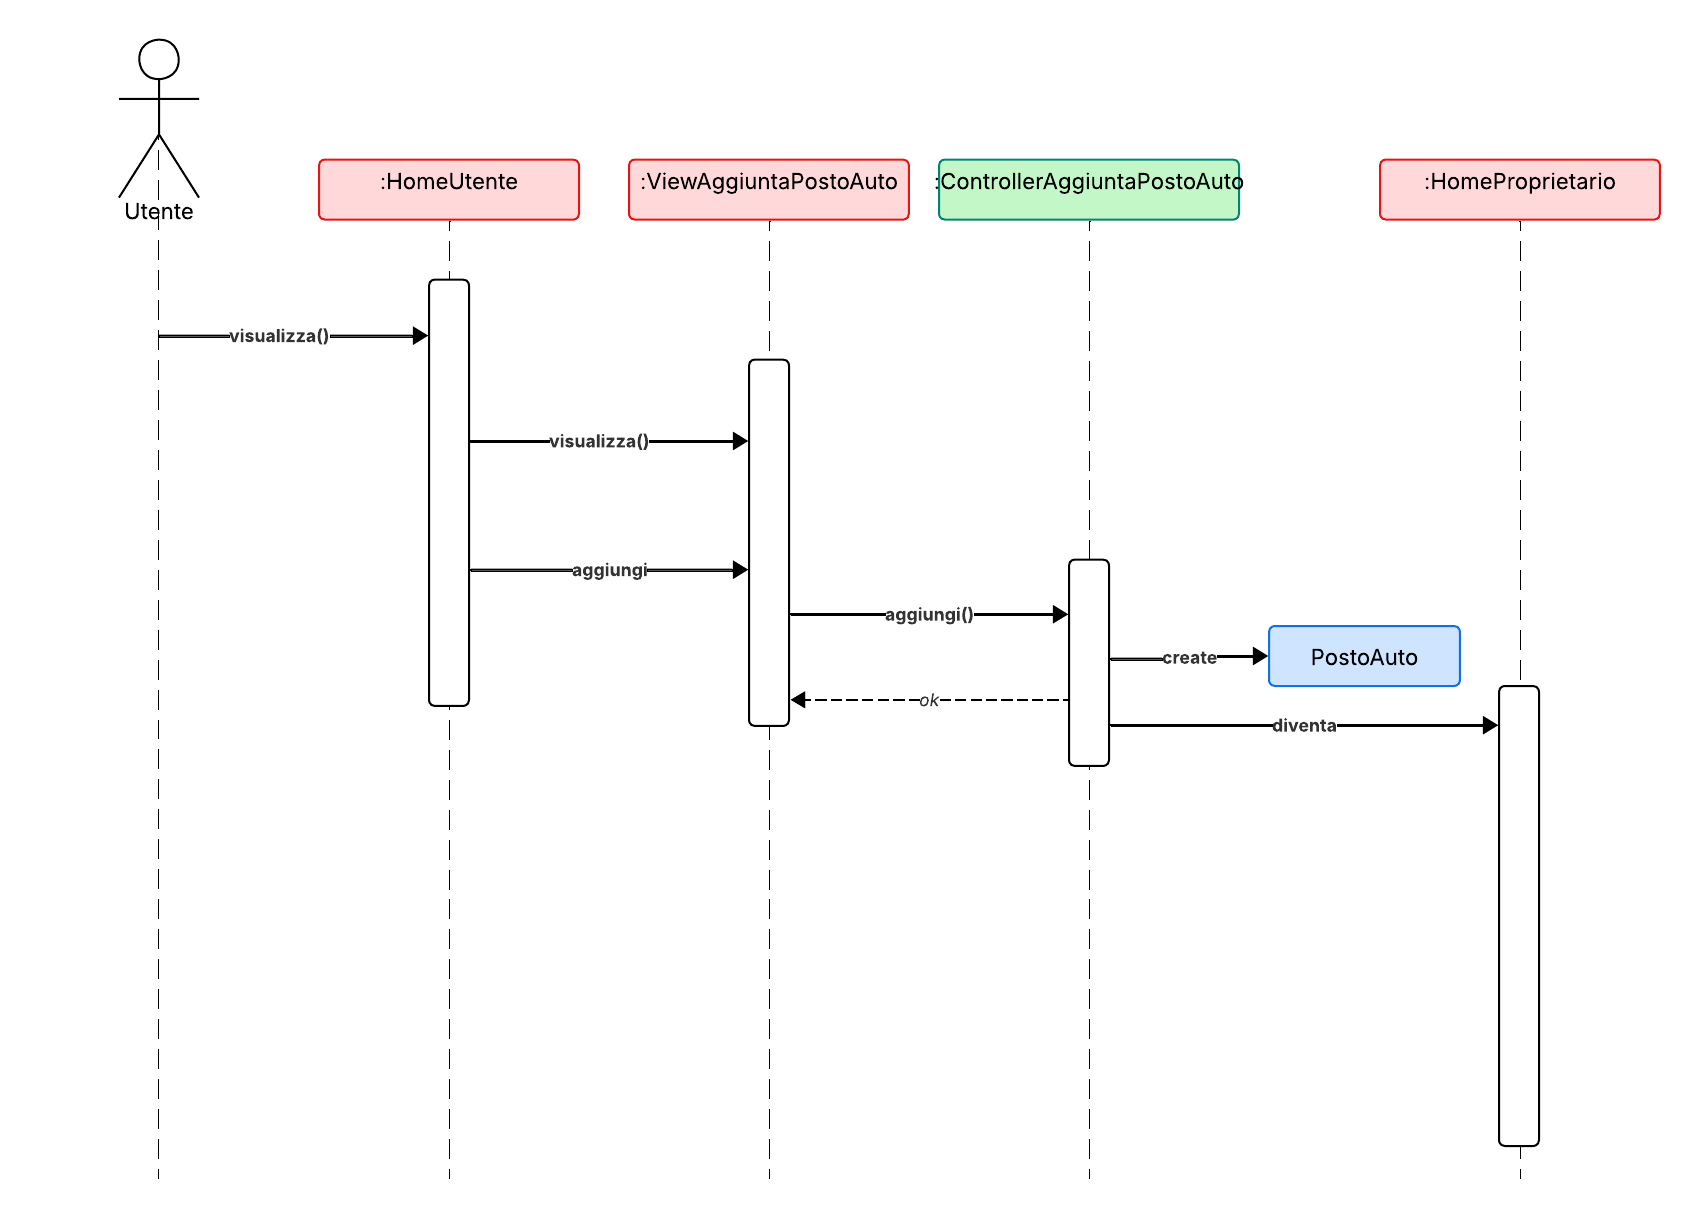 Utente
:HomeUtente
:ViewAggiuntaPostoAuto
:ControllerAggiuntaPostoAuto
:HomeProprietario
visualizza()
visualizza()
aggiungi
aggiungi()
create
PostoAuto
ok
diventa